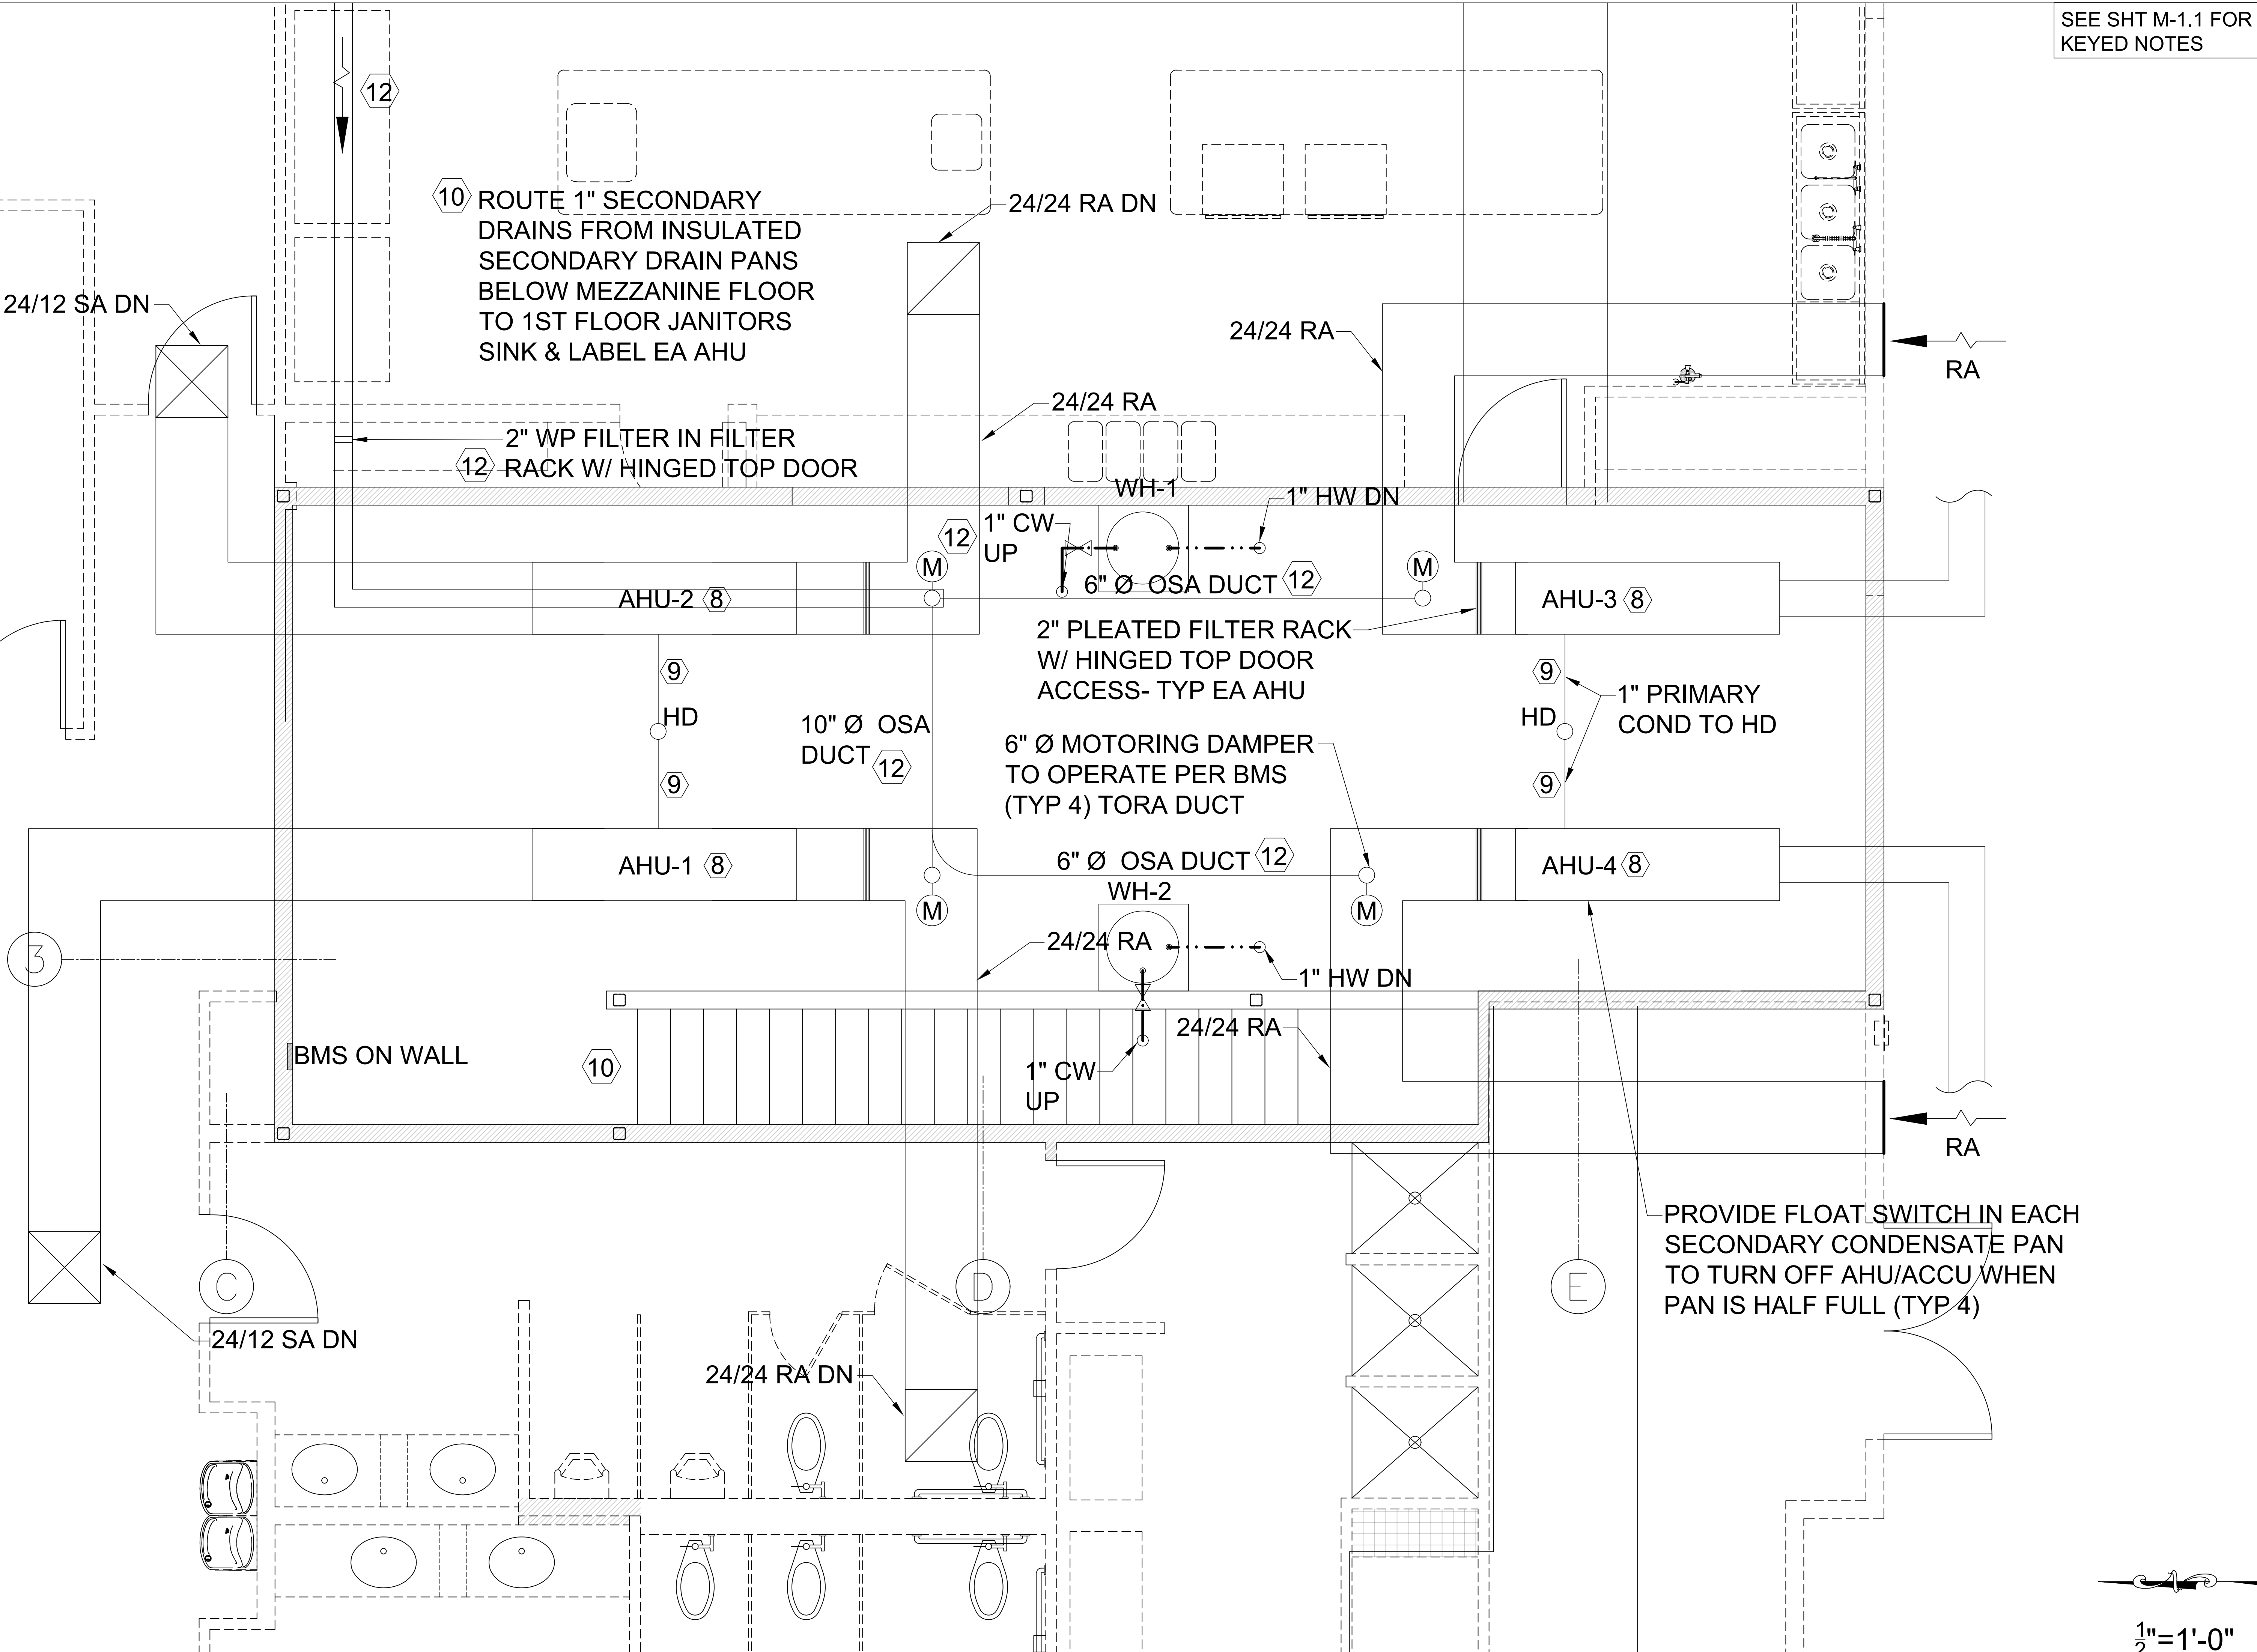 SEE SHT M-1.1 FOR
KEYED NOTES
12
10
ROUTE 1" SECONDARY
DRAINS FROM INSULATED
SECONDARY DRAIN PANS
BELOW MEZZANINE FLOOR
TO 1ST FLOOR JANITORS
SINK & LABEL EA AHU
24/24 RA DN
24/12 SA DN
24/24 RA
RA
24/24 RA
2" WP FILTER IN FILTER
RACK W/ HINGED TOP DOOR
12
WH-1
1" HW DN
12
1" CW
UP
M
M
6" Ø OSA DUCT
12
AHU-2
8
AHU-3
8
2" PLEATED FILTER RACK
W/ HINGED TOP DOOR
ACCESS- TYP EA AHU
9
9
HD
HD
1" PRIMARY
COND TO HD
10" Ø OSA
DUCT
12
6" Ø MOTORING DAMPER
TO OPERATE PER BMS
(TYP 4) TORA DUCT
9
9
AHU-1
8
6" Ø OSA DUCT
12
AHU-4
8
WH-2
M
M
3
24/24 RA
1" HW DN
24/24 RA
BMS ON WALL
10
1" CW
UP
RA
PROVIDE FLOAT SWITCH IN EACH
SECONDARY CONDENSATE PAN
TO TURN OFF AHU/ACCU WHEN
PAN IS HALF FULL (TYP 4)
C
D
E
24/12 SA DN
24/24 RA DN
N
1/2"=1'-0"